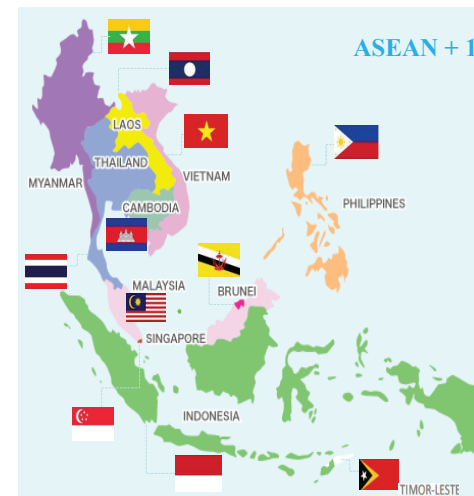 ASEAN + 1
LAOS
THAILAND
MYANMAR
VIETNAM
CAMBODIA
PHILIPPINES
MALAYSIA
BRUNEI
SINGAPORE
INDONESIA
TIMOR-LESTE